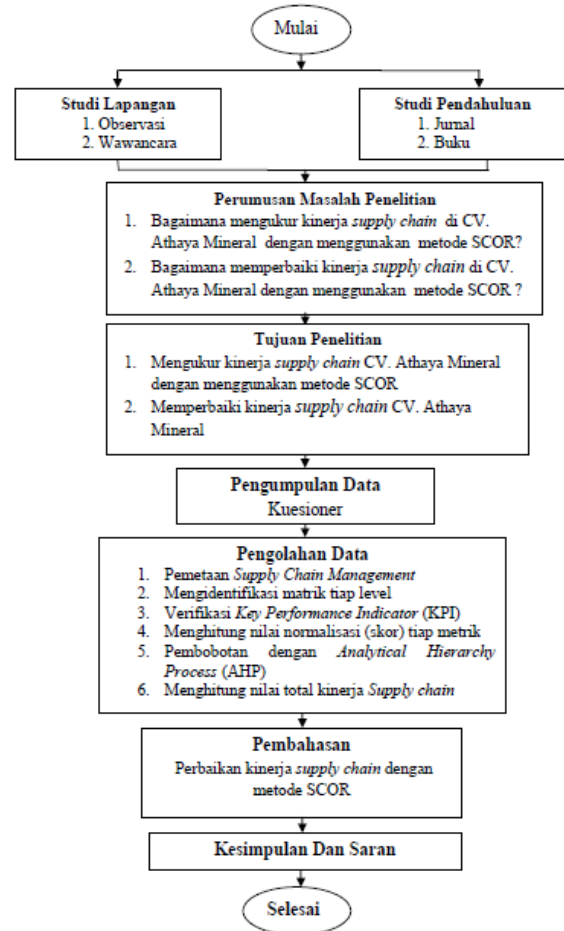 Mulai
Studi Lapangan
1. Observasi
2. Wawancara
Studi Pendahuluan
1. Jurnal
2. Buku
Perumusan Masalah Penelitian
1. Bagaimana mengukur kinerja supply chain di CV.
Athaya Mineral dengan menggunakan metode SCOR?
2. Bagaimana memperbaiki kinerja supply chain di CV.
Athaya Mineral dengan menggunakan metode SCOR ?
Tujuan Penelitian
1. Mengukur kinerja supply chain CV. Athaya Mineral
dengan menggunakan metode SCOR
2. Memperbaiki kinerja supply chain CV. Athaya
Mineral
Pengumpulan Data
Kuesioner
Pengolahan Data
1. Pemetaan Supply Chain Management
2. Mengidentifikasi matrik tiap level
3. Verifikasi Key Performance Indicator (KPI)
4. Menghitung nilai normalisasi (skor) tiap metrik
5. Pembobotan dengan Analytical Hierarchy
Process (AHP)
6. Menghitung nilai total kinerja Supply chain
Pembahasan
Perbaikan kinerja supply chain dengan
metode SCOR
Kesimpulan Dan Saran
Selesai